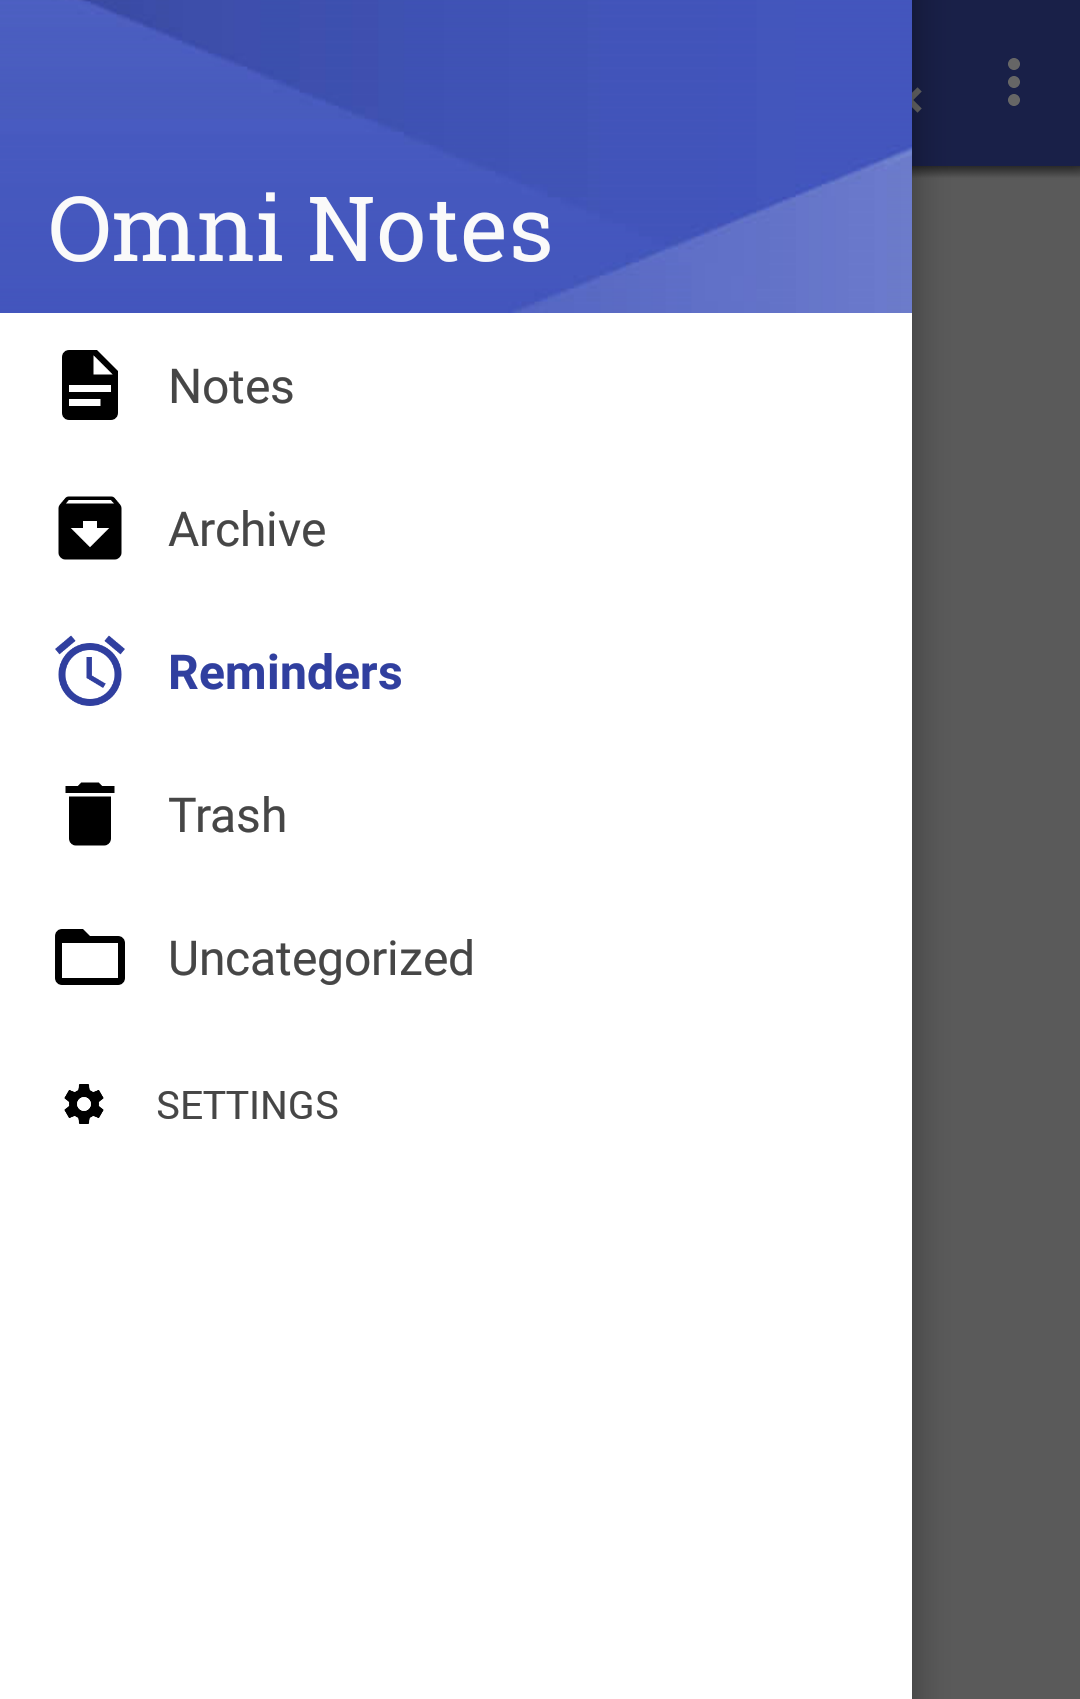 Omni Notes
Notes
Archive
Reminders
Trash
Uncategorized
SETTINGS